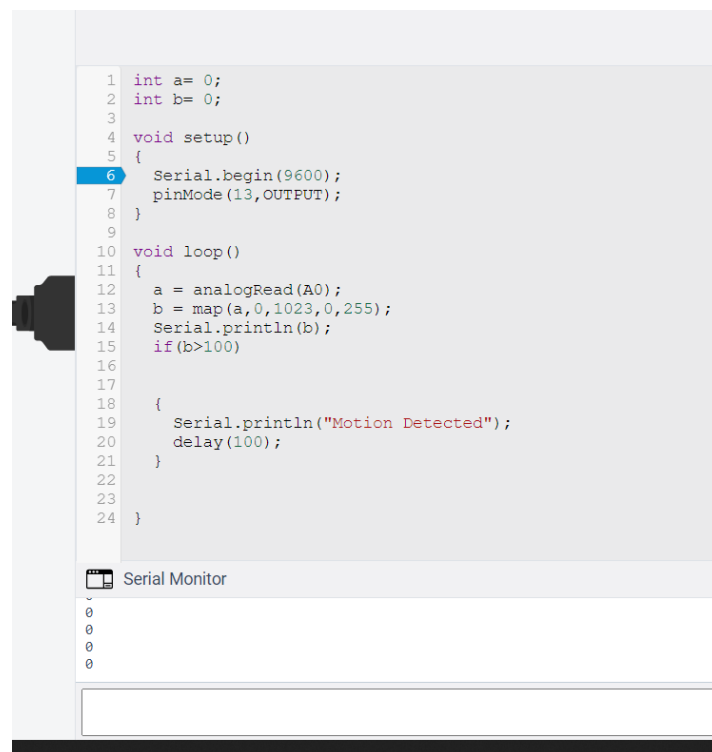 1 int a= 0;
2 int b= 0;
3
4 void setup()
5 {
6 Serial.begin(9600);
7 pinMode(13,OUTPUT);
8 }
9
10 void loop()
11 {
12 a = analogRead(A0);
13 b = map(a,0,1023,0,255);
14 Serial.println(b);
15 if(b>100)
16
17
18 {
19 Serial.println("Motion Detected");
20 delay(100);
21 }
22
23
24 }
Serial Monitor
0
0
0
0